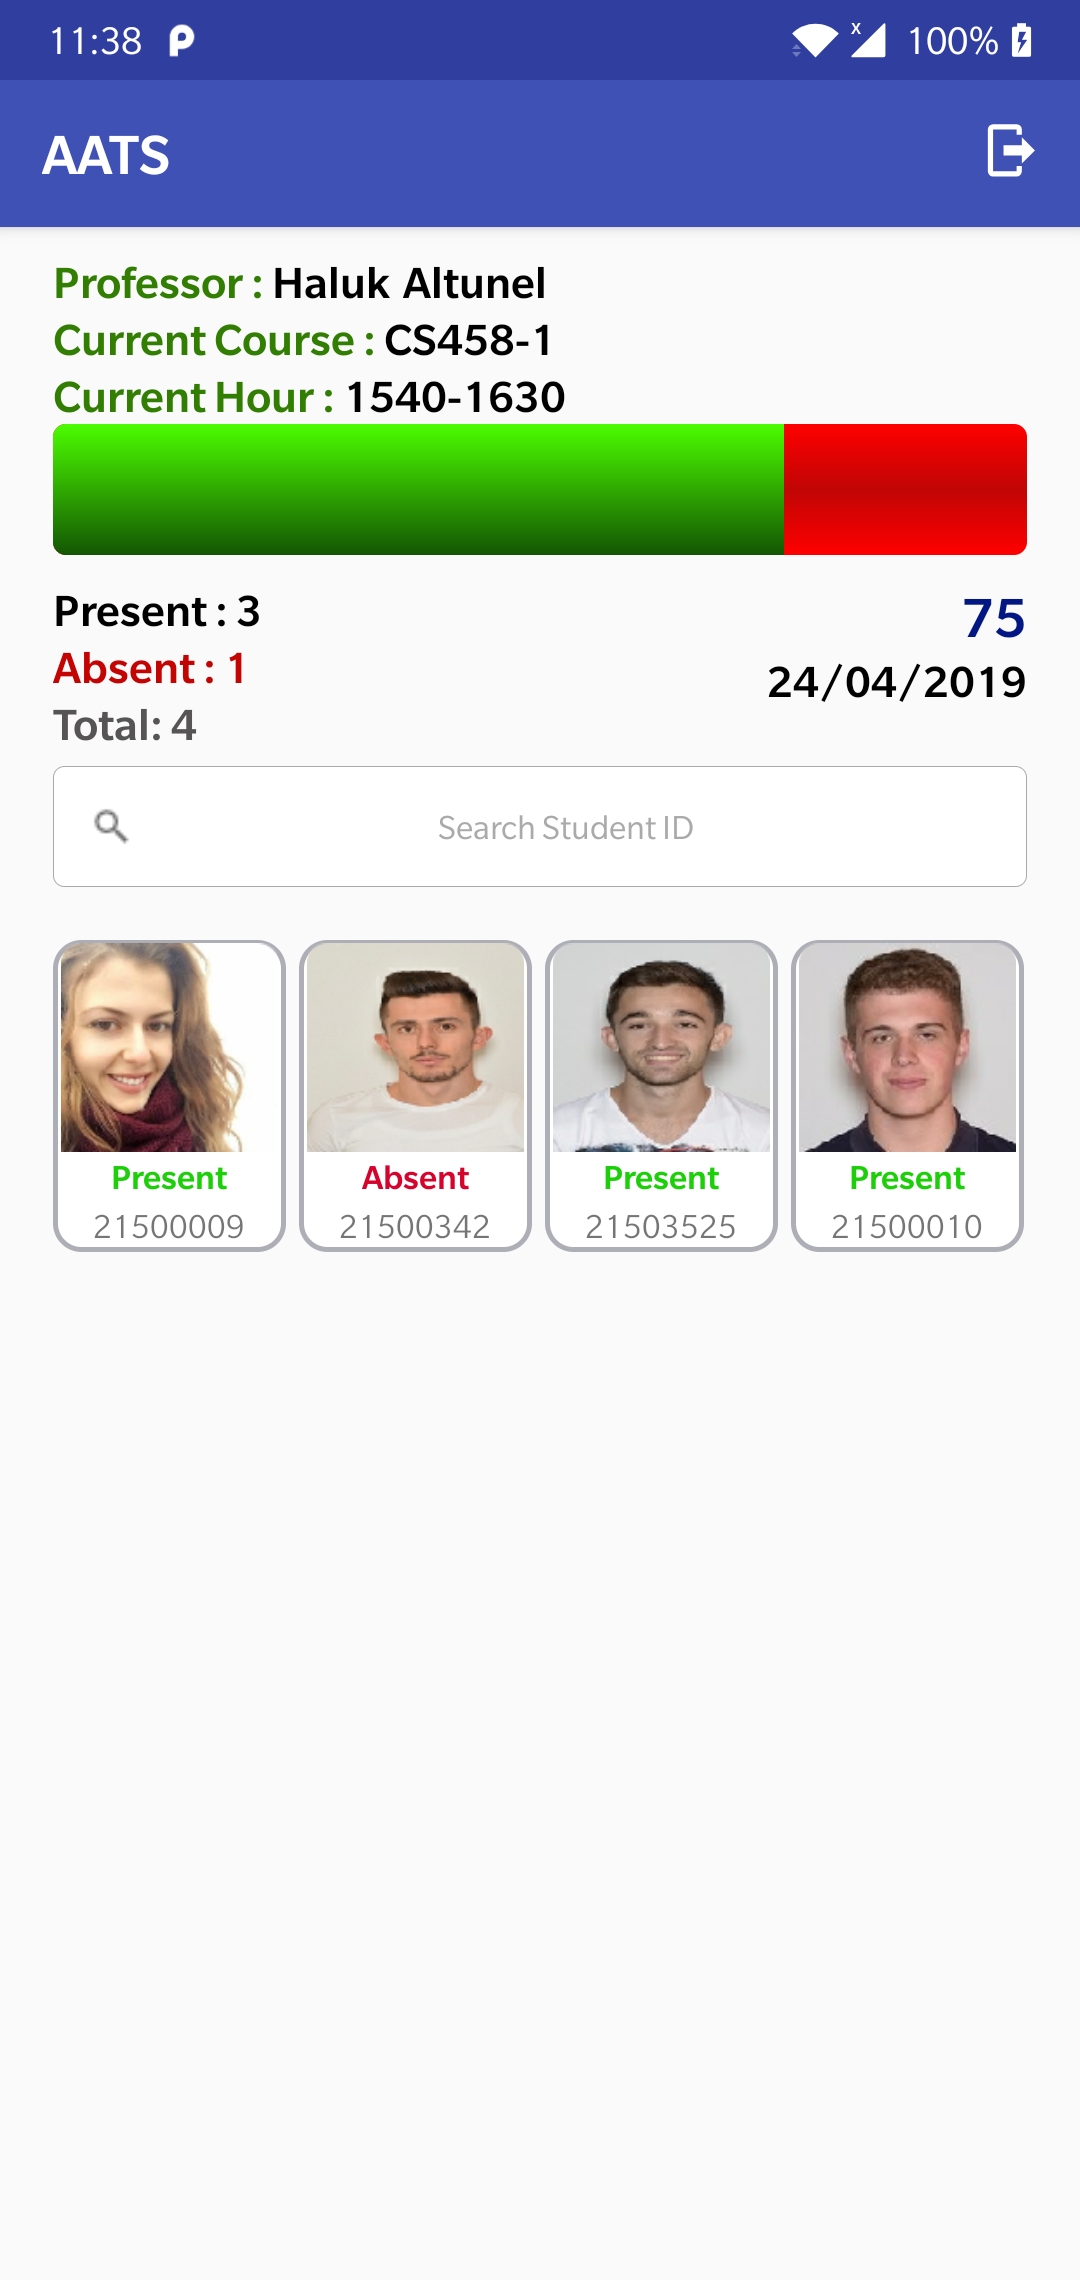 11:38
100%
AATS
Professor : Haluk Altunel
Current Course : CS458-1
Current Hour : 1540-1630
Present : 3
75
Absent : 1
24/04/2019
Total: 4
Search Student ID
Present
Absent
Present
Present
21500009
21500342
21503525
21500010